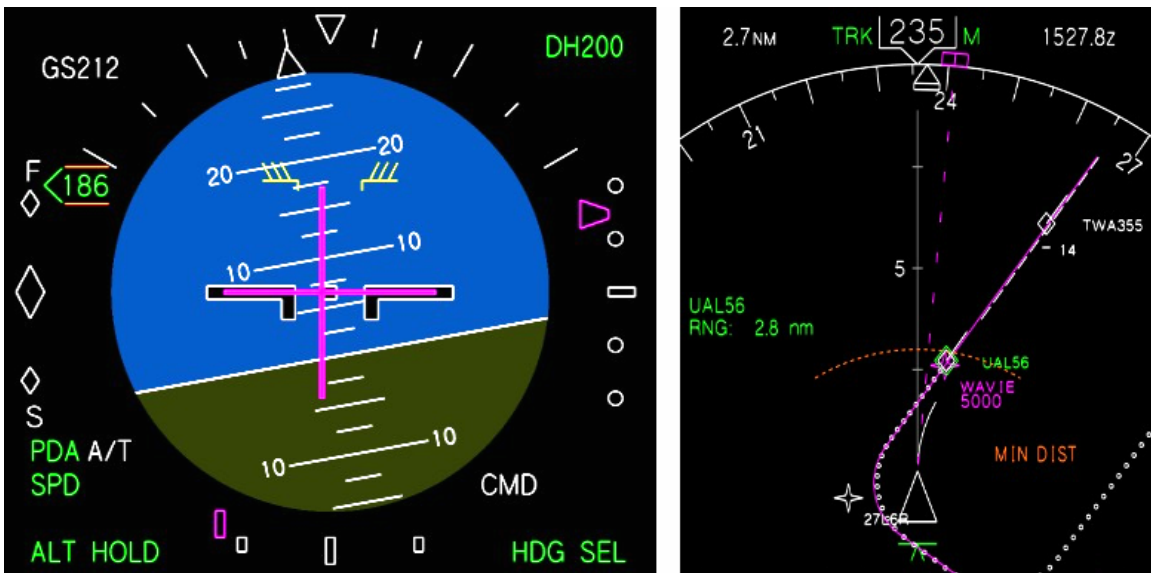 GS212
DH200
F
186
20 20
10 10
10 10
S
PDA A/T
SPD
CMD
ALT HOLD
HDG SEL
2.7NM
TRK 235 M
1527.8z
21
24
27
TWA355
14
5
UAL56
RNG: 2.8 nm
UAL56
WAVIE
5000
MIN DIST
27L6R